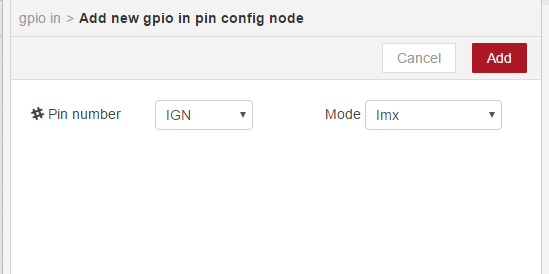 gpio in > Add new gpio in pin config node
Cancel Add
Pin number IGN Mode Imx